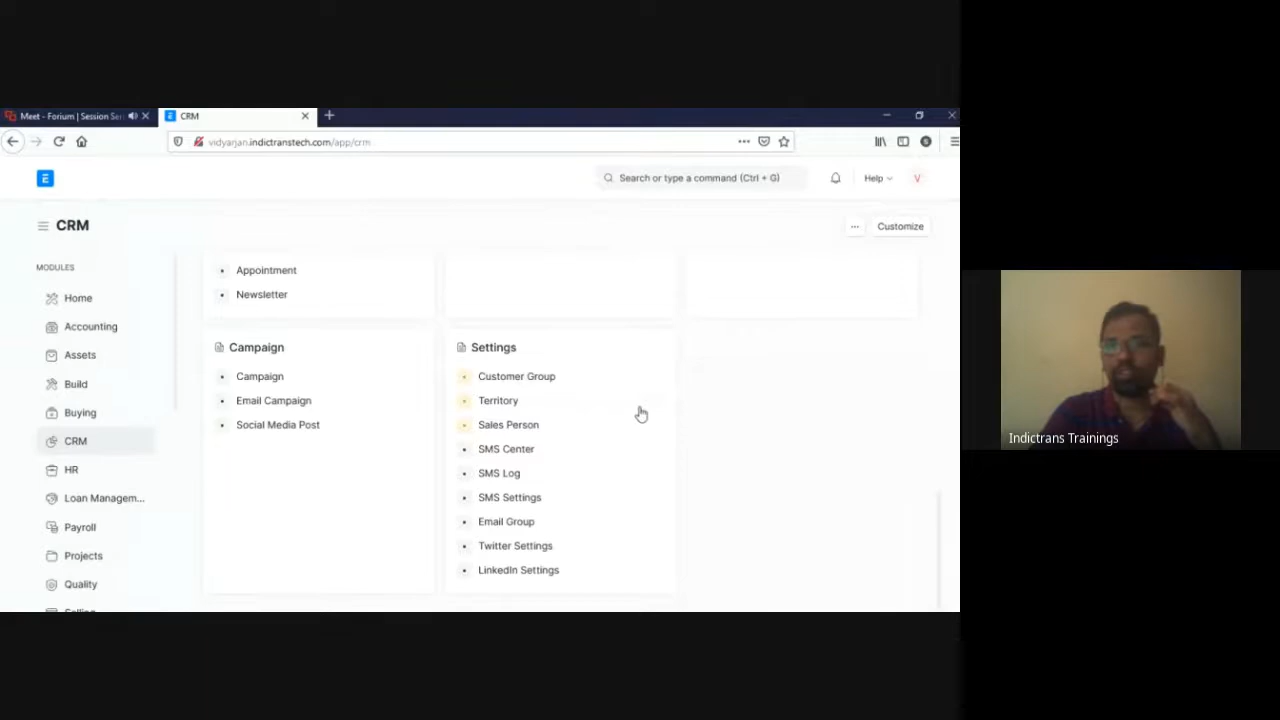 Meet - Forium | Session Ser
CRM
vidyarjan.indictranstech.com/app/crm
E
Search or type a command (Ctrl + G)
Help
V
CRM
Customize
MODULES
Home
Accounting
Assets
Build
Buying
CRM
HR
Loan Managem...
Payroll
Projects
Quality
Selling
Appointment
Newsletter
Campaign
Campaign
Email Campaign
Social Media Post
Settings
Customer Group
Territory
Sales Person
SMS Center
SMS Log
SMS Settings
Email Group
Twitter Settings
LinkedIn Settings
Indictrans Trainings